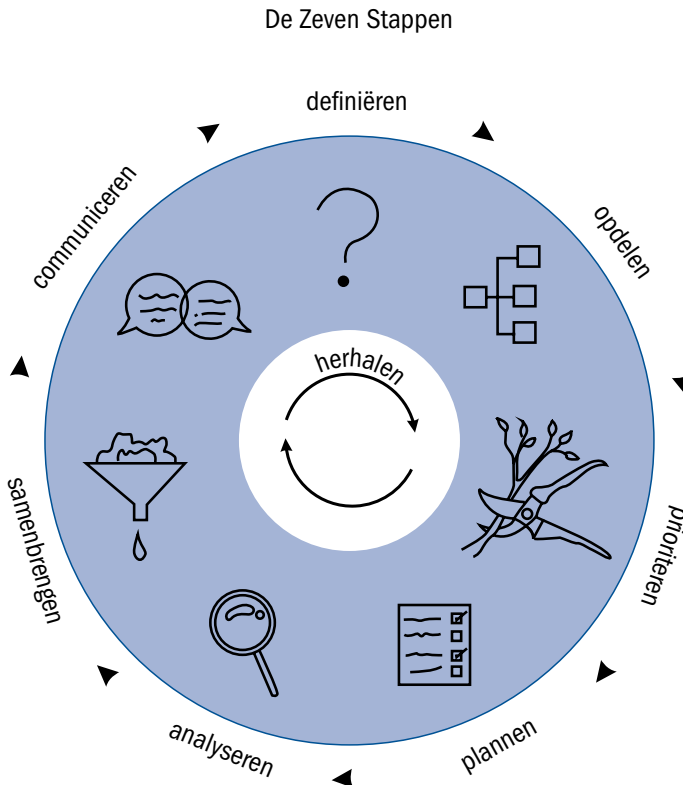 De Zeven Stappen
definiëren
opdelen
prioriteren
plannen
analyseren
samenbrengen
communiceren
herhalen